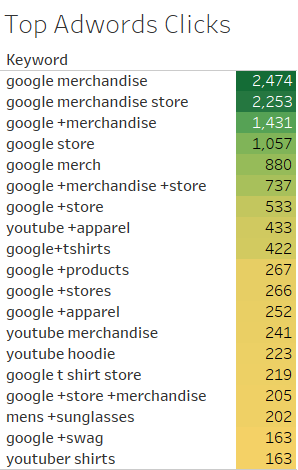 Top Adwords Clicks
Keyword
google merchandise 2,474
google merchandise store 2,253
google +merchandise 1,431
google store 1,057
google merch 880
google +merchandise +store 737
google +store 533
youtube +apparel 433
google+tshirts 422
google +products 267
google +stores 266
google +apparel 252
youtube merchandise 241
youtube hoodie 223
google t shirt store 219
google +store +merchandise 205
mens +sunglasses 202
google +swag 163
youtuber shirts 163